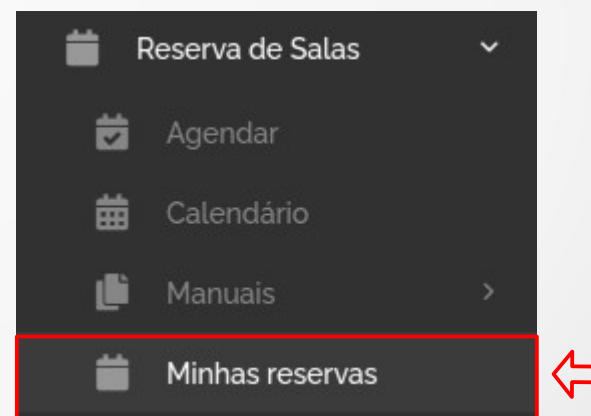 Reserva de Salas
Agendar
Calendário
Manuais
Minhas reservas